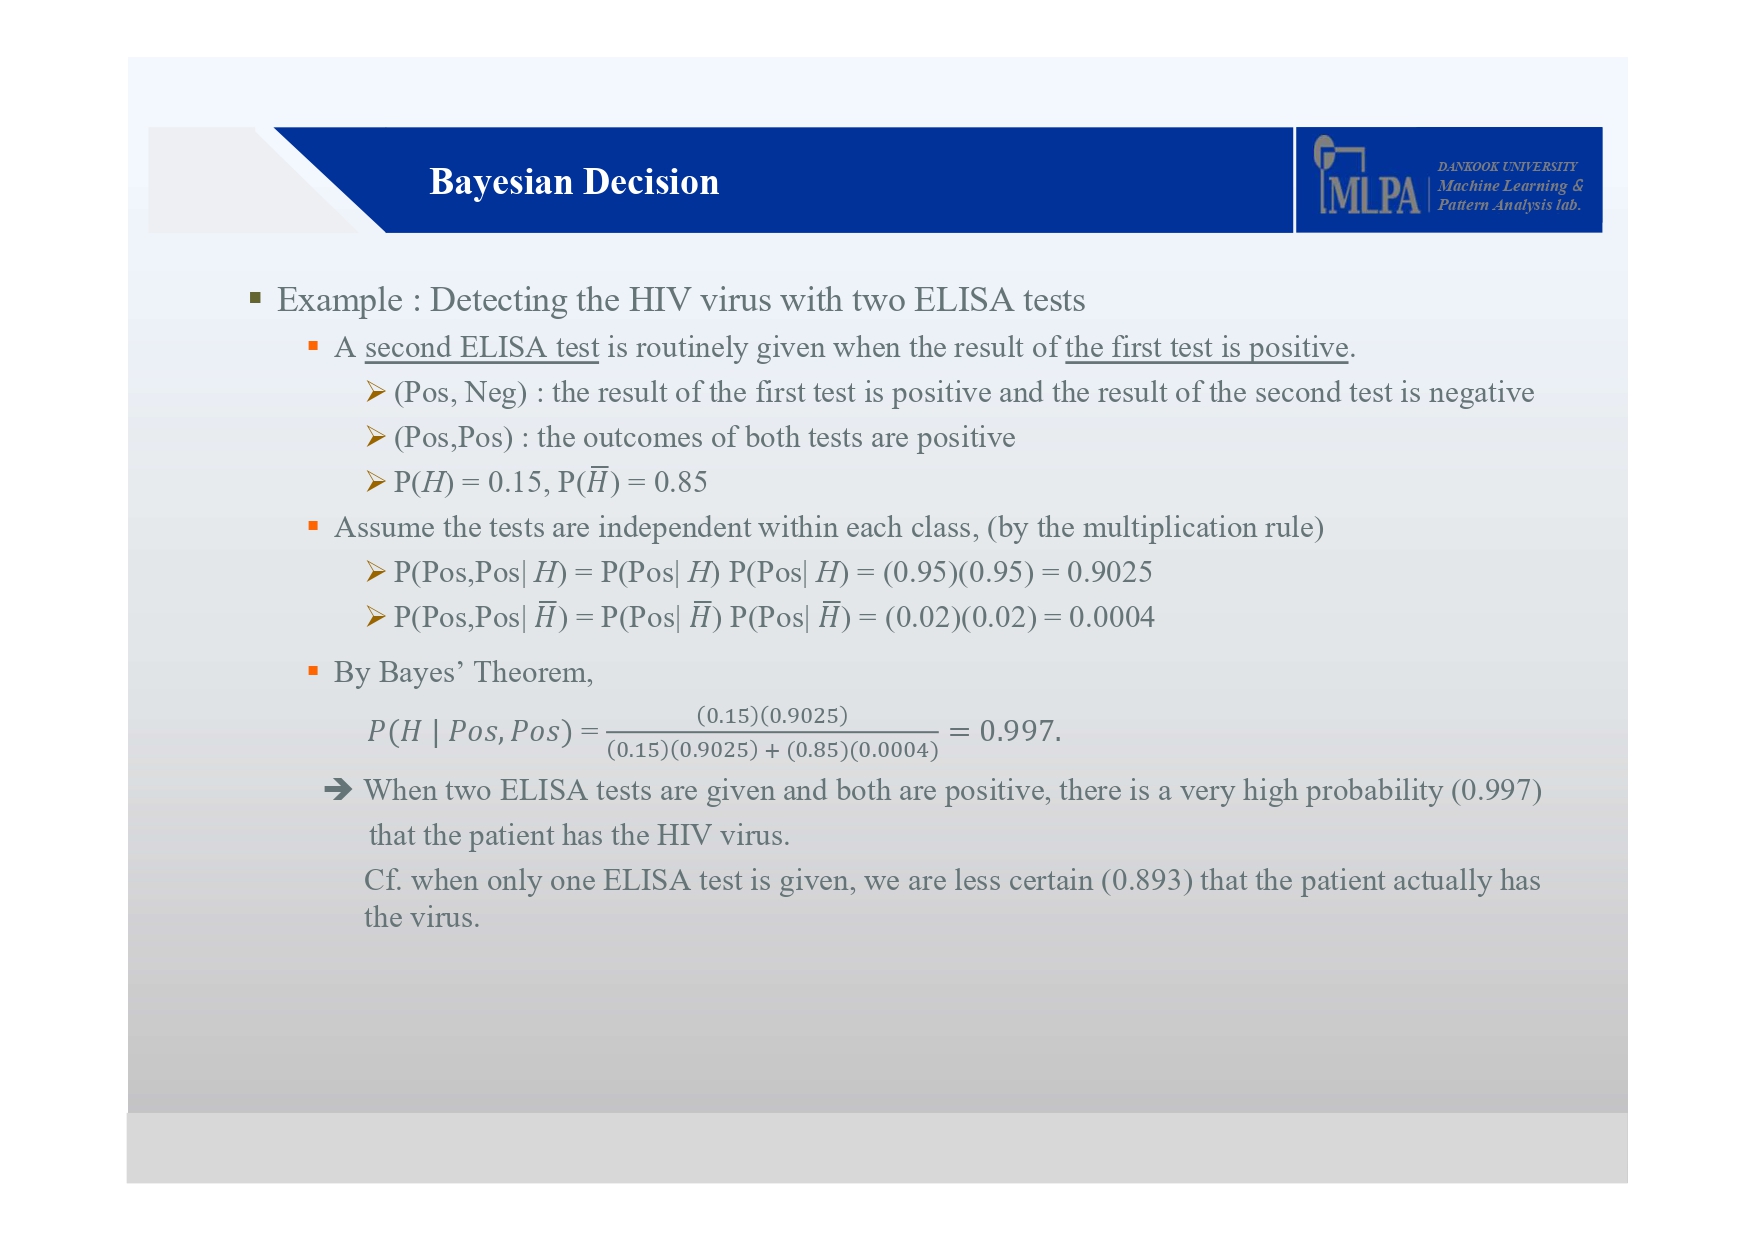 Bayesian Decision
MLPA
DANKOOK UNIVERSITY
Machine Learning &
Pattern Analysis lab.
▪ Example : Detecting the HIV virus with two ELISA tests
▪ A second ELISA test is routinely given when the result of the first test is positive.
➢ (Pos, Neg) : the result of the first test is positive and the result of the second test is negative
➢ (Pos,Pos) : the outcomes of both tests are positive
➢ P(H) = 0.15, P(H̅) = 0.85
▪ Assume the tests are independent within each class, (by the multiplication rule)
➢ P(Pos,Pos| H) = P(Pos| H) P(Pos| H) = (0.95)(0.95) = 0.9025
➢ P(Pos,Pos| H̅) = P(Pos| H̅) P(Pos| H̅) = (0.02)(0.02) = 0.0004
▪ By Bayes’ Theorem,
P(H | Pos, Pos) = (0.15)(0.9025) / (0.15)(0.9025) + (0.85)(0.0004) = 0.997.
➔ When two ELISA tests are given and both are positive, there is a very high probability (0.997)
that the patient has the HIV virus.
Cf. when only one ELISA test is given, we are less certain (0.893) that the patient actually has
the virus.